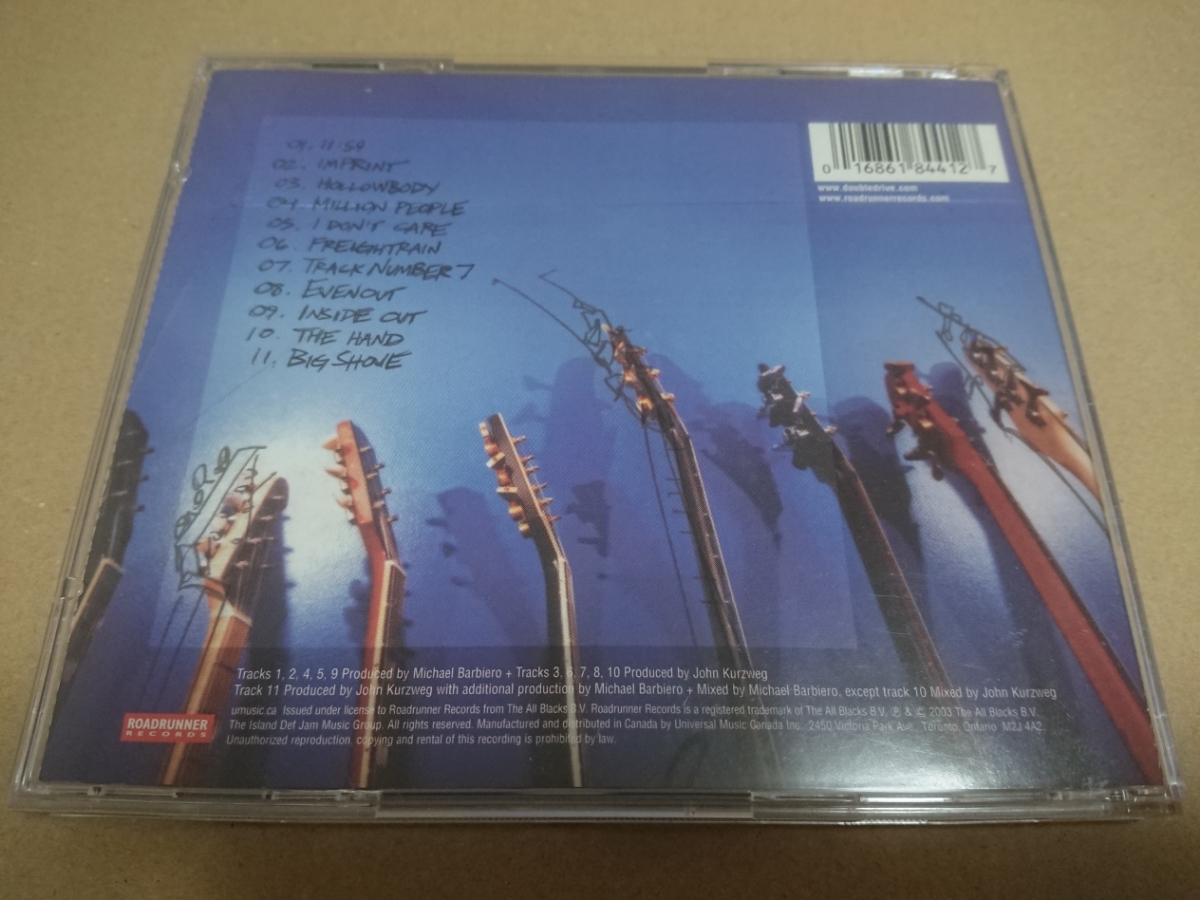 01. 11:59
02. IMPRINT
03. HOLLOWBODY
04. MILLION PEOPLE
05. I DON'T CARE
06. FREIGHTRAIN
07. TRACK NUMBER 7
08. EVENOUT
09. INSIDE OUT
10. THE HAND
11. BIG SHOVE
0 16861-84412 7
www.doubledrive.com
www.roadrunnerrecords.com
Tracks 1, 2, 4, 5, 9 Produced by Michael Barbiero + Tracks 3, 6, 7, 8, 10 Produced by John Kurzweg
Track 11 Produced by John Kurzweg with additional production by Michael Barbiero + Mixed by Michael Barbiero, except track 10 Mixed by John Kurzweg
umusic.ca Issued under license to Roadrunner Records from The All Blacks B.V. Roadrunner Records is a registered trademark of The All Blacks B.V. ℗ & © 2003 The All Blacks B.V.
The Island Def Jam Music Group. All rights reserved. Manufactured and distributed in Canada by Universal Music Canada Inc., 2450 Victoria Park Ave., Toronto, Ontario M2J 4A2.
Unauthorized reproduction, copying and rental of this recording is prohibited by law.
ROADRUNNER
RECORDS